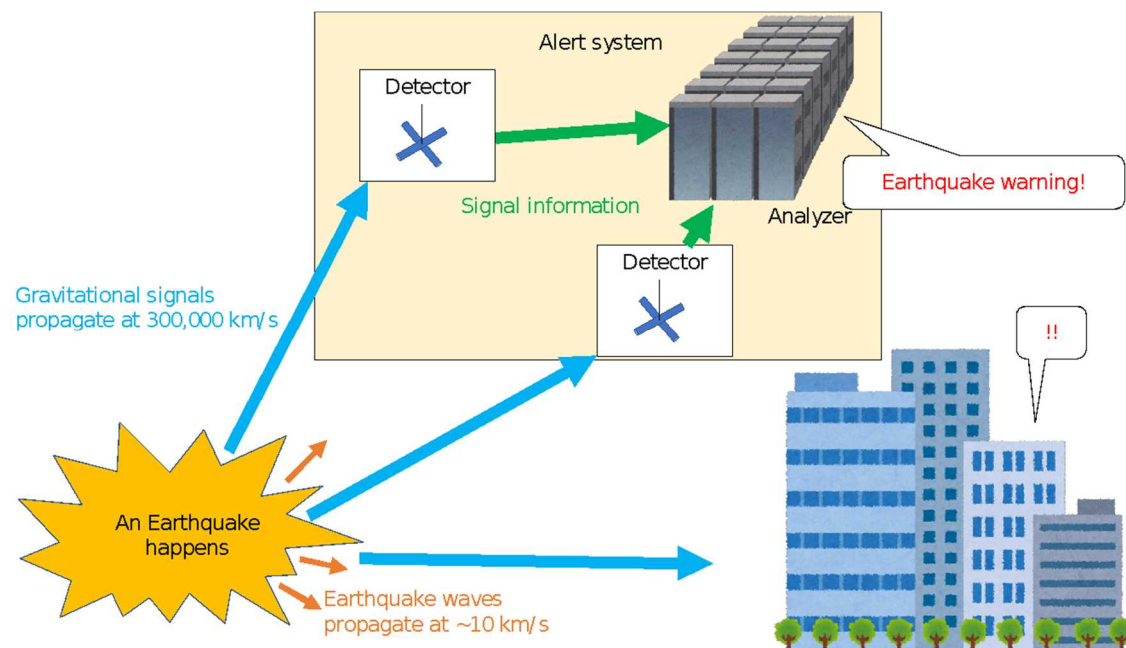 Alert system
Detector
Earthquake warning!
Signal information
Analyzer
Detector
Gravitational signals
propagate at 300,000 km/s
!!
An Earthquake
happens
Earthquake waves
propagate at ~10 km/s